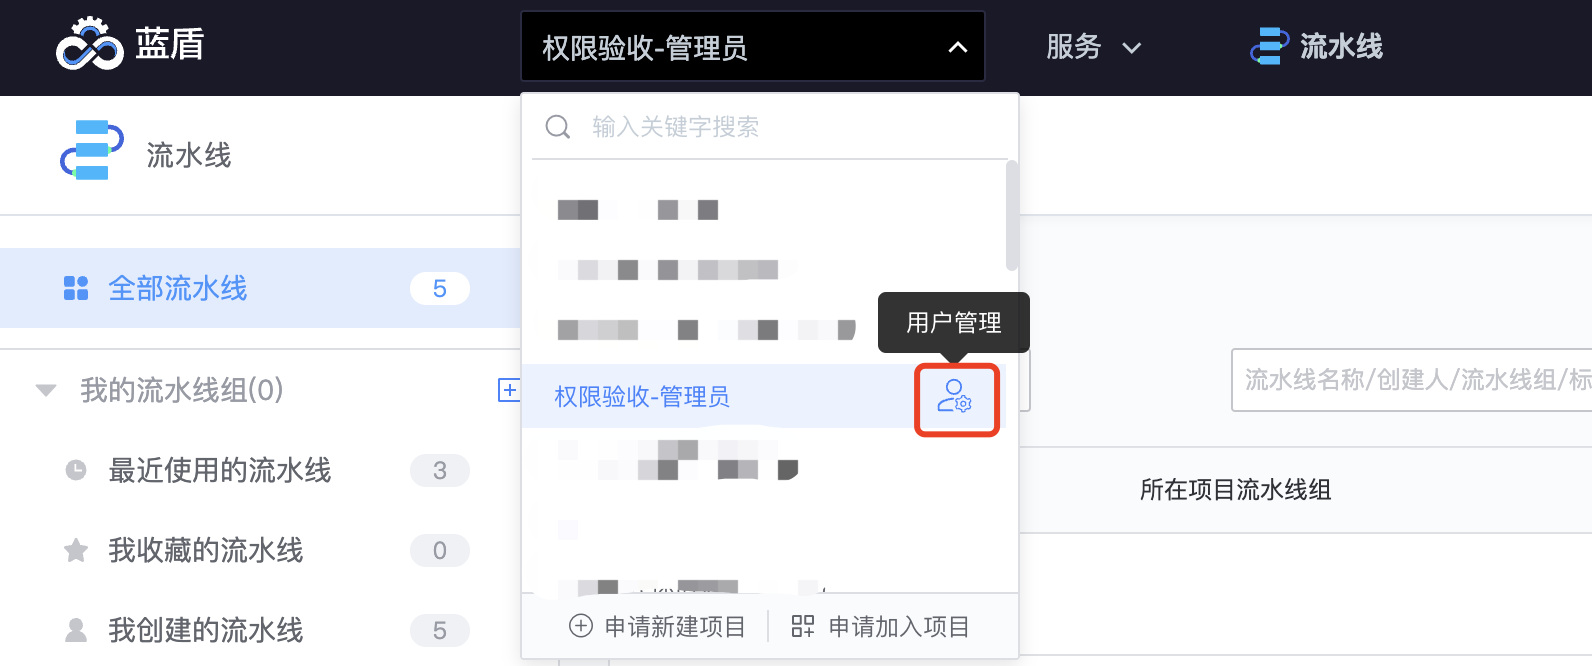 蓝盾
权限验收-管理员
服务
流水线
流水线
输入关键字搜索
全部流水线
5
用户管理
权限验收-管理员
流水线名称/创建人/流水线组/标
我的流水线组(0)
最近使用的流水线
3
所在项目流水线组
我收藏的流水线
0
我创建的流水线
5
申请新建项目
申请加入项目